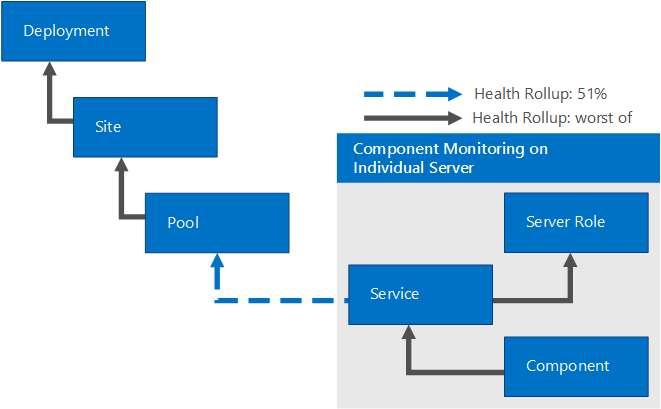 Deployment
Site
Health Rollup: 51%
Health Rollup: worst of
Component Monitoring on
Individual Server
Pool
Server Role
Service
Component